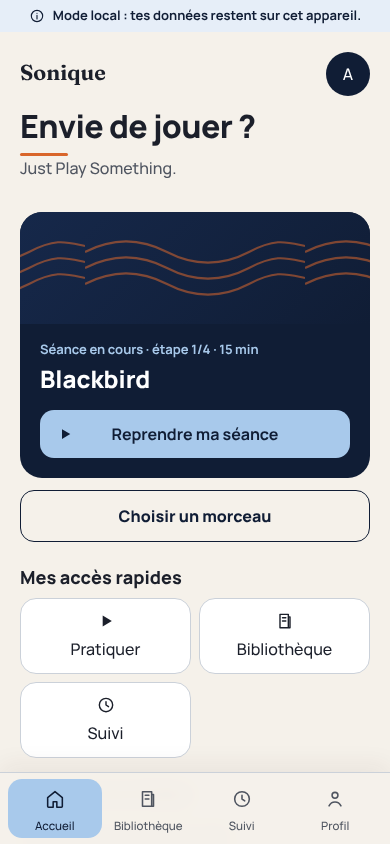 Mode local : tes données restent sur cet appareil.
Sonique
A
Envie de jouer ?
Just Play Something.
Séance en cours · étape 1/4 · 15 min
Blackbird
Reprendre ma séance
Choisir un morceau
Mes accès rapides
Pratiquer
Bibliothèque
Suivi
Accueil
Bibliothèque
Suivi
Profil